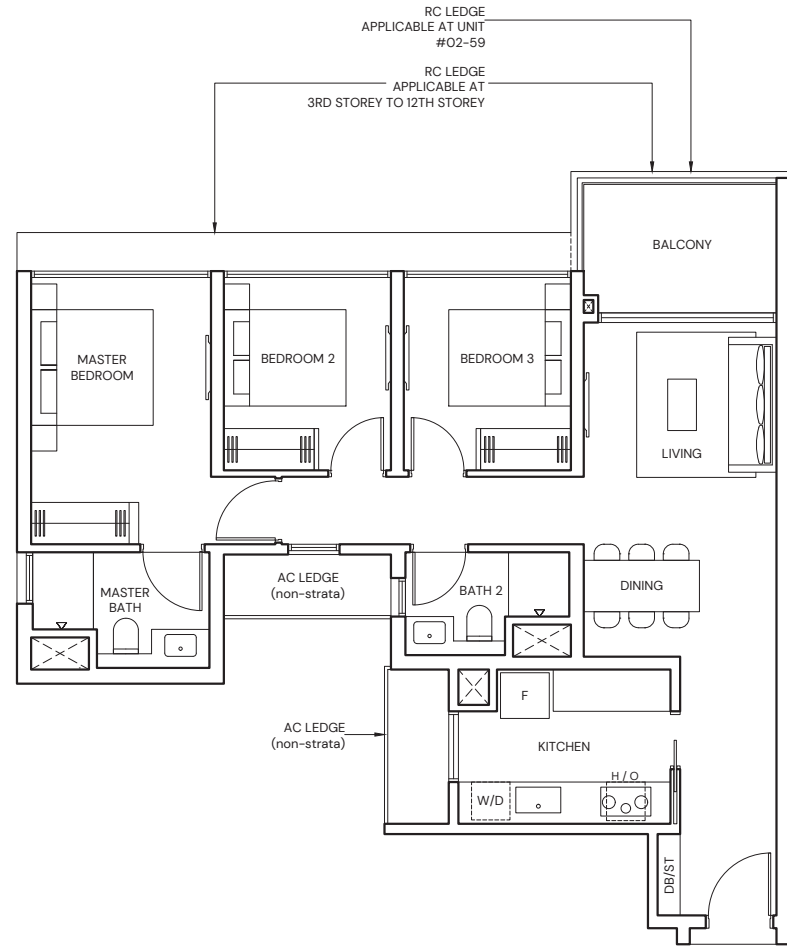 RC LEDGE
APPLICABLE AT UNIT
#02-59
RC LEDGE
APPLICABLE AT
3RD STOREY TO 12TH STOREY
BALCONY
MASTER
BEDROOM
BEDROOM 2
BEDROOM 3
LIVING
MASTER
BATH
AC LEDGE
(non-strata)
BATH 2
DINING
F
AC LEDGE
(non-strata)
KITCHEN
H / O
W/D
DB/ST